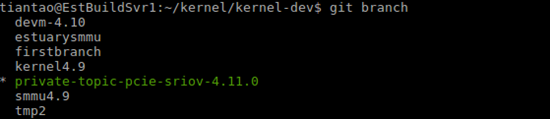 tiantao@EstBuildSvr1:~/kernel/kernel-dev$ git branch
devm-4.10
estuarysmmu
firstbranch
kernel4.9
* private-topic-pcie-sriov-4.11.0
smmu4.9
tmp2